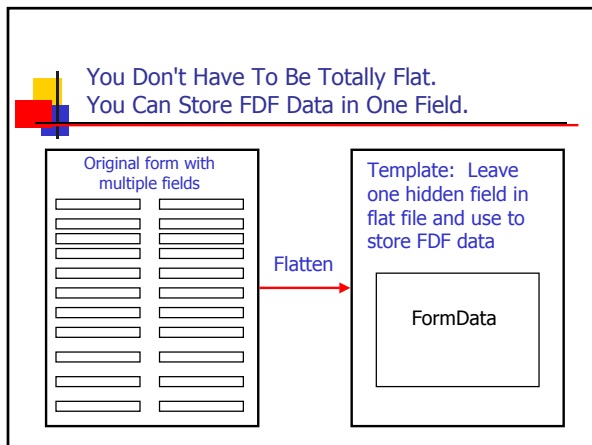 You Don't Have To Be Totally Flat.
You Can Store FDF Data in One Field.
Original form with
multiple fields
Flatten
Template:  Leave
one hidden field in
flat file and use to
store FDF data
FormData